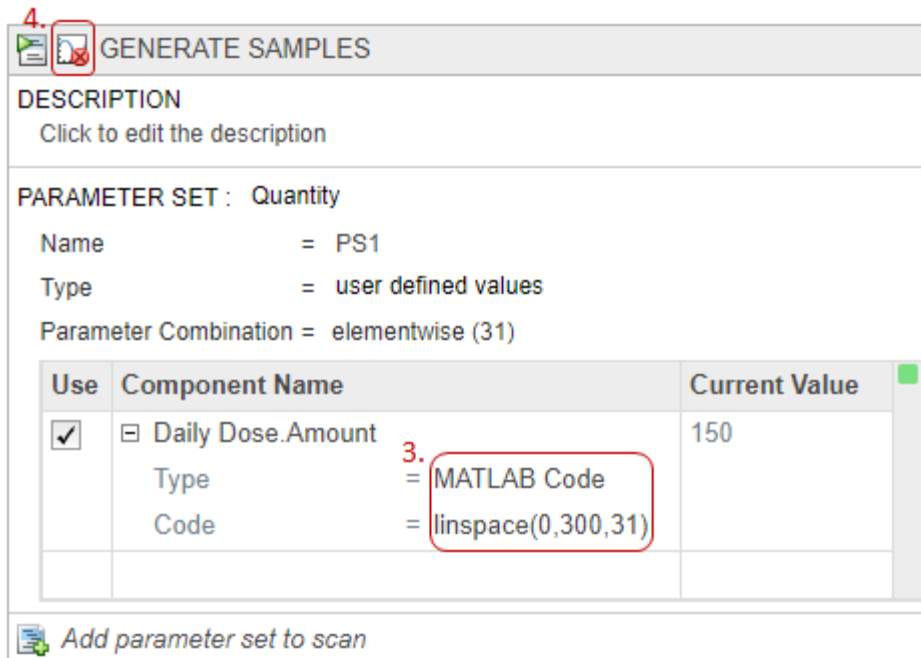 4.
GENERATE SAMPLES
DESCRIPTION
Click to edit the description
PARAMETER SET : Quantity
Name = PS1
Type = user defined values
Parameter Combination = elementwise (31)
Use Component Name Current Value
Daily Dose.Amount 150
3.
Type = MATLAB Code
Code = linspace(0,300,31)
Add parameter set to scan